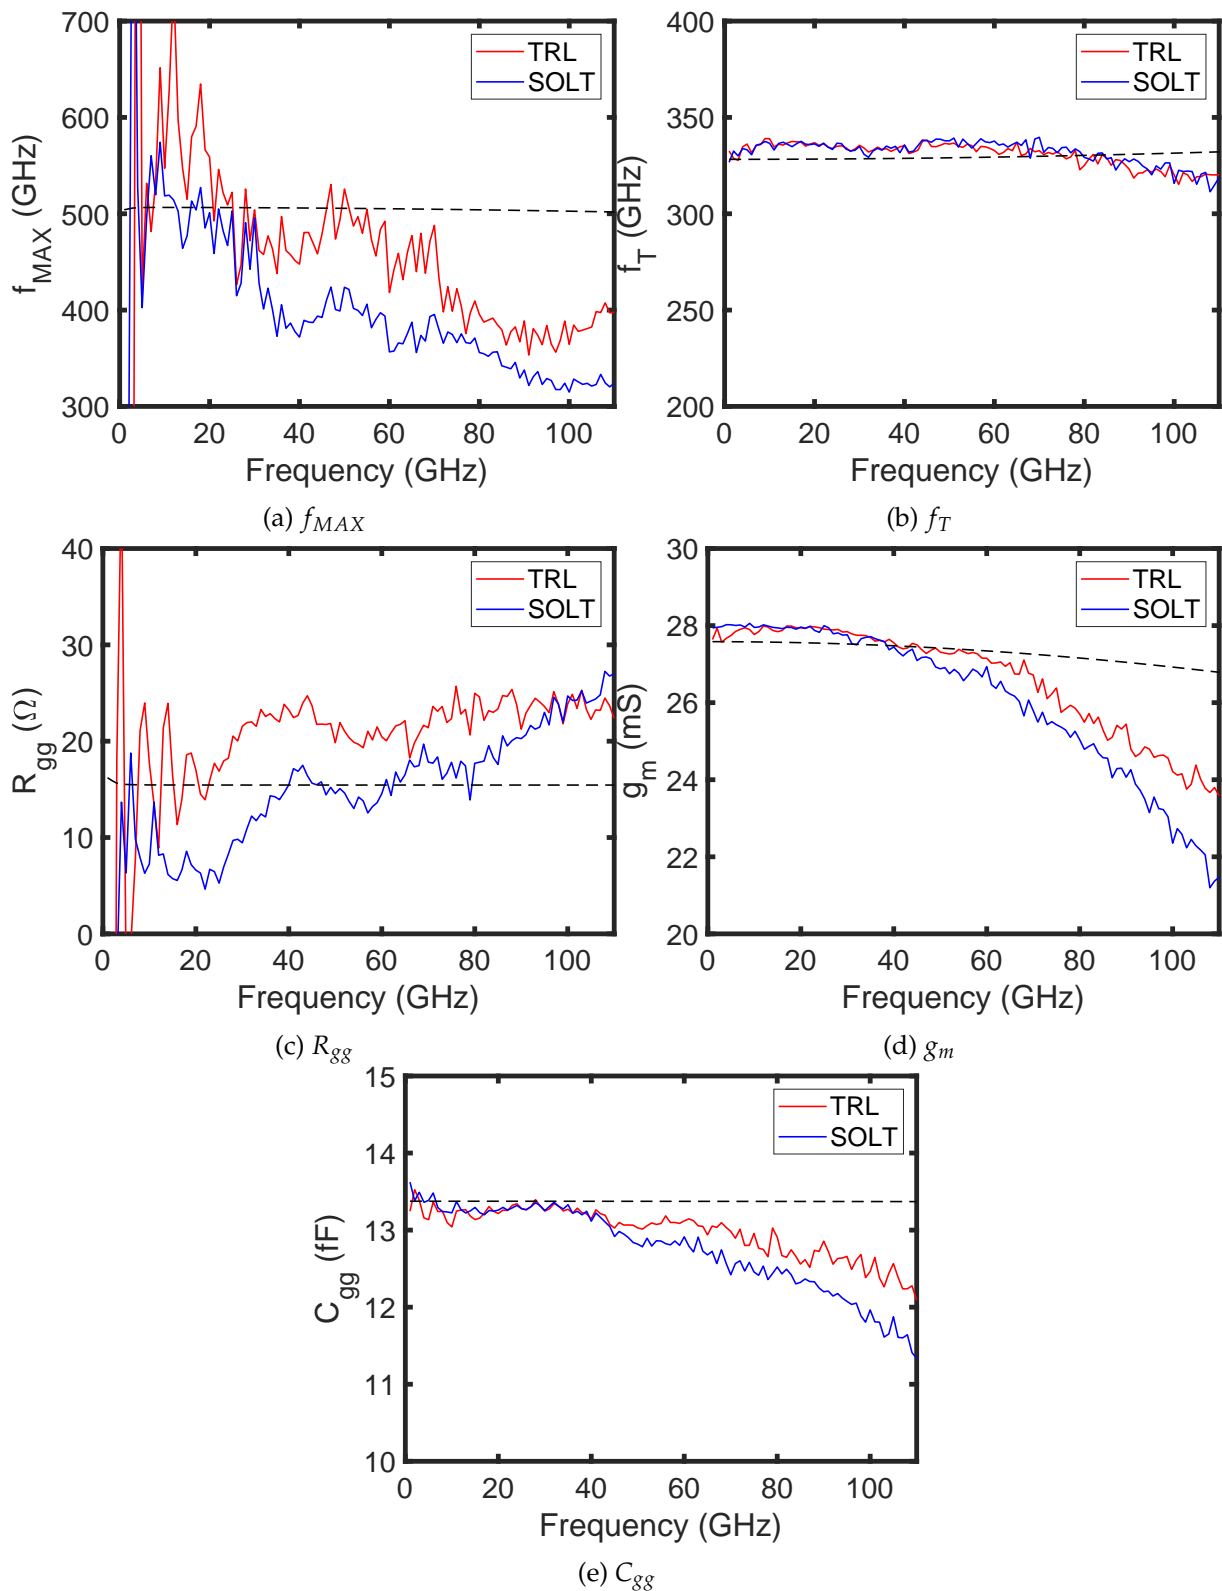 700
600
500
400
300
f_MAX (GHz)
TRL
SOLT
0 20 40 60 80 100
Frequency (GHz)
(a) f_MAX
400
350
300
250
200
f_T (GHz)
TRL
SOLT
0 20 40 60 80 100
Frequency (GHz)
(b) f_T
40
30
20
10
0
R_gg (Ω)
TRL
SOLT
0 20 40 60 80 100
Frequency (GHz)
(c) R_gg
30
28
26
24
22
20
g_m (mS)
TRL
SOLT
0 20 40 60 80 100
Frequency (GHz)
(d) g_m
15
14
13
12
11
10
C_gg (fF)
TRL
SOLT
0 20 40 60 80 100
Frequency (GHz)
(e) C_gg